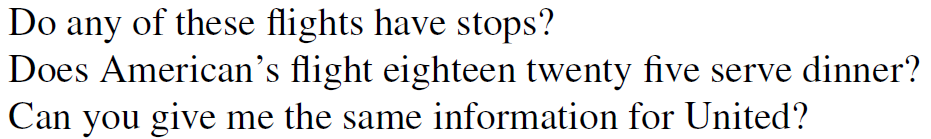 Do any of these flights have stops?
Does American’s flight eighteen twenty five serve dinner?
Can you give me the same information for United?